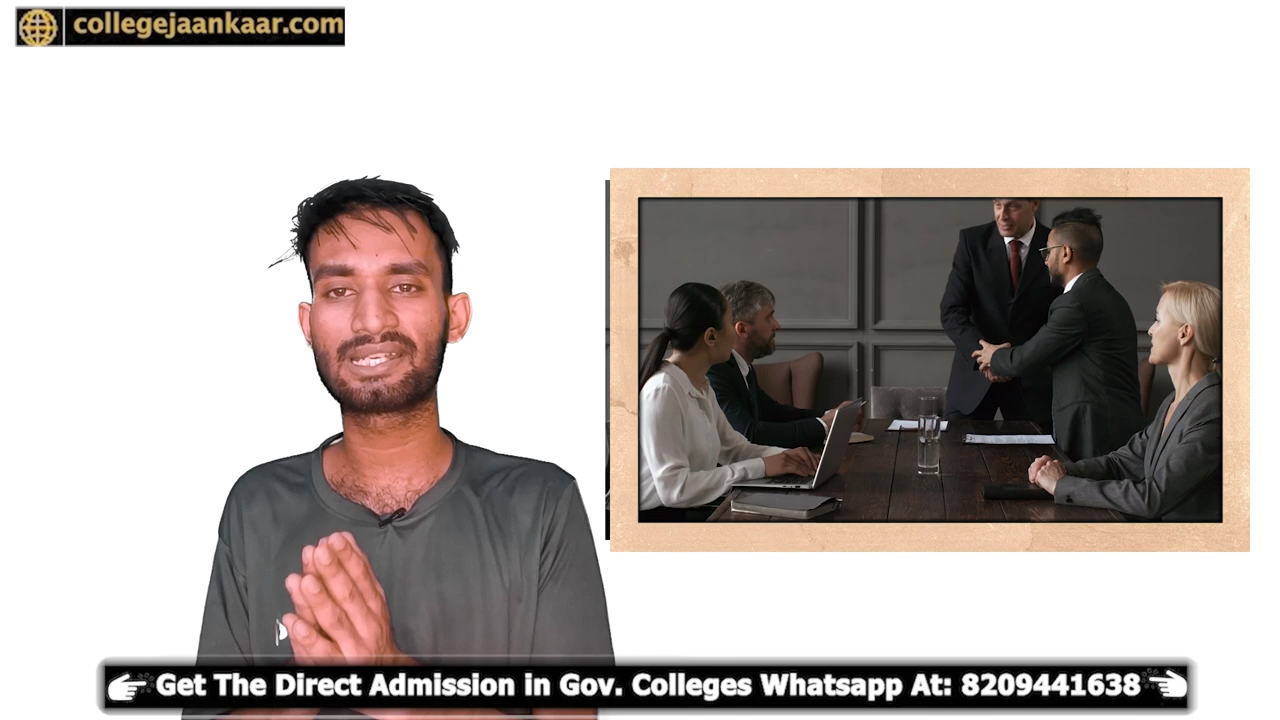 collegejaankaar.com
Get The Direct Admission in Gov. Colleges Whatsapp At: 8209441638